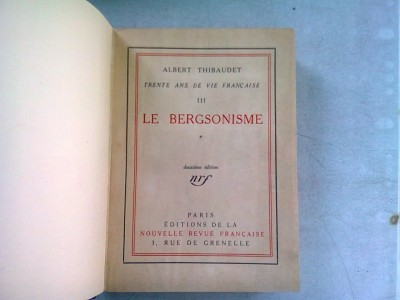 ALBERT THIBAUDET
TRENTE ANS DE VIE FRANÇAISE
III
LE BERGSONISME
*
deuxième édition
nrf
PARIS
ÉDITIONS DE LA
NOUVELLE REVUE FRANÇAISE
3, RUE DE GRENELLE